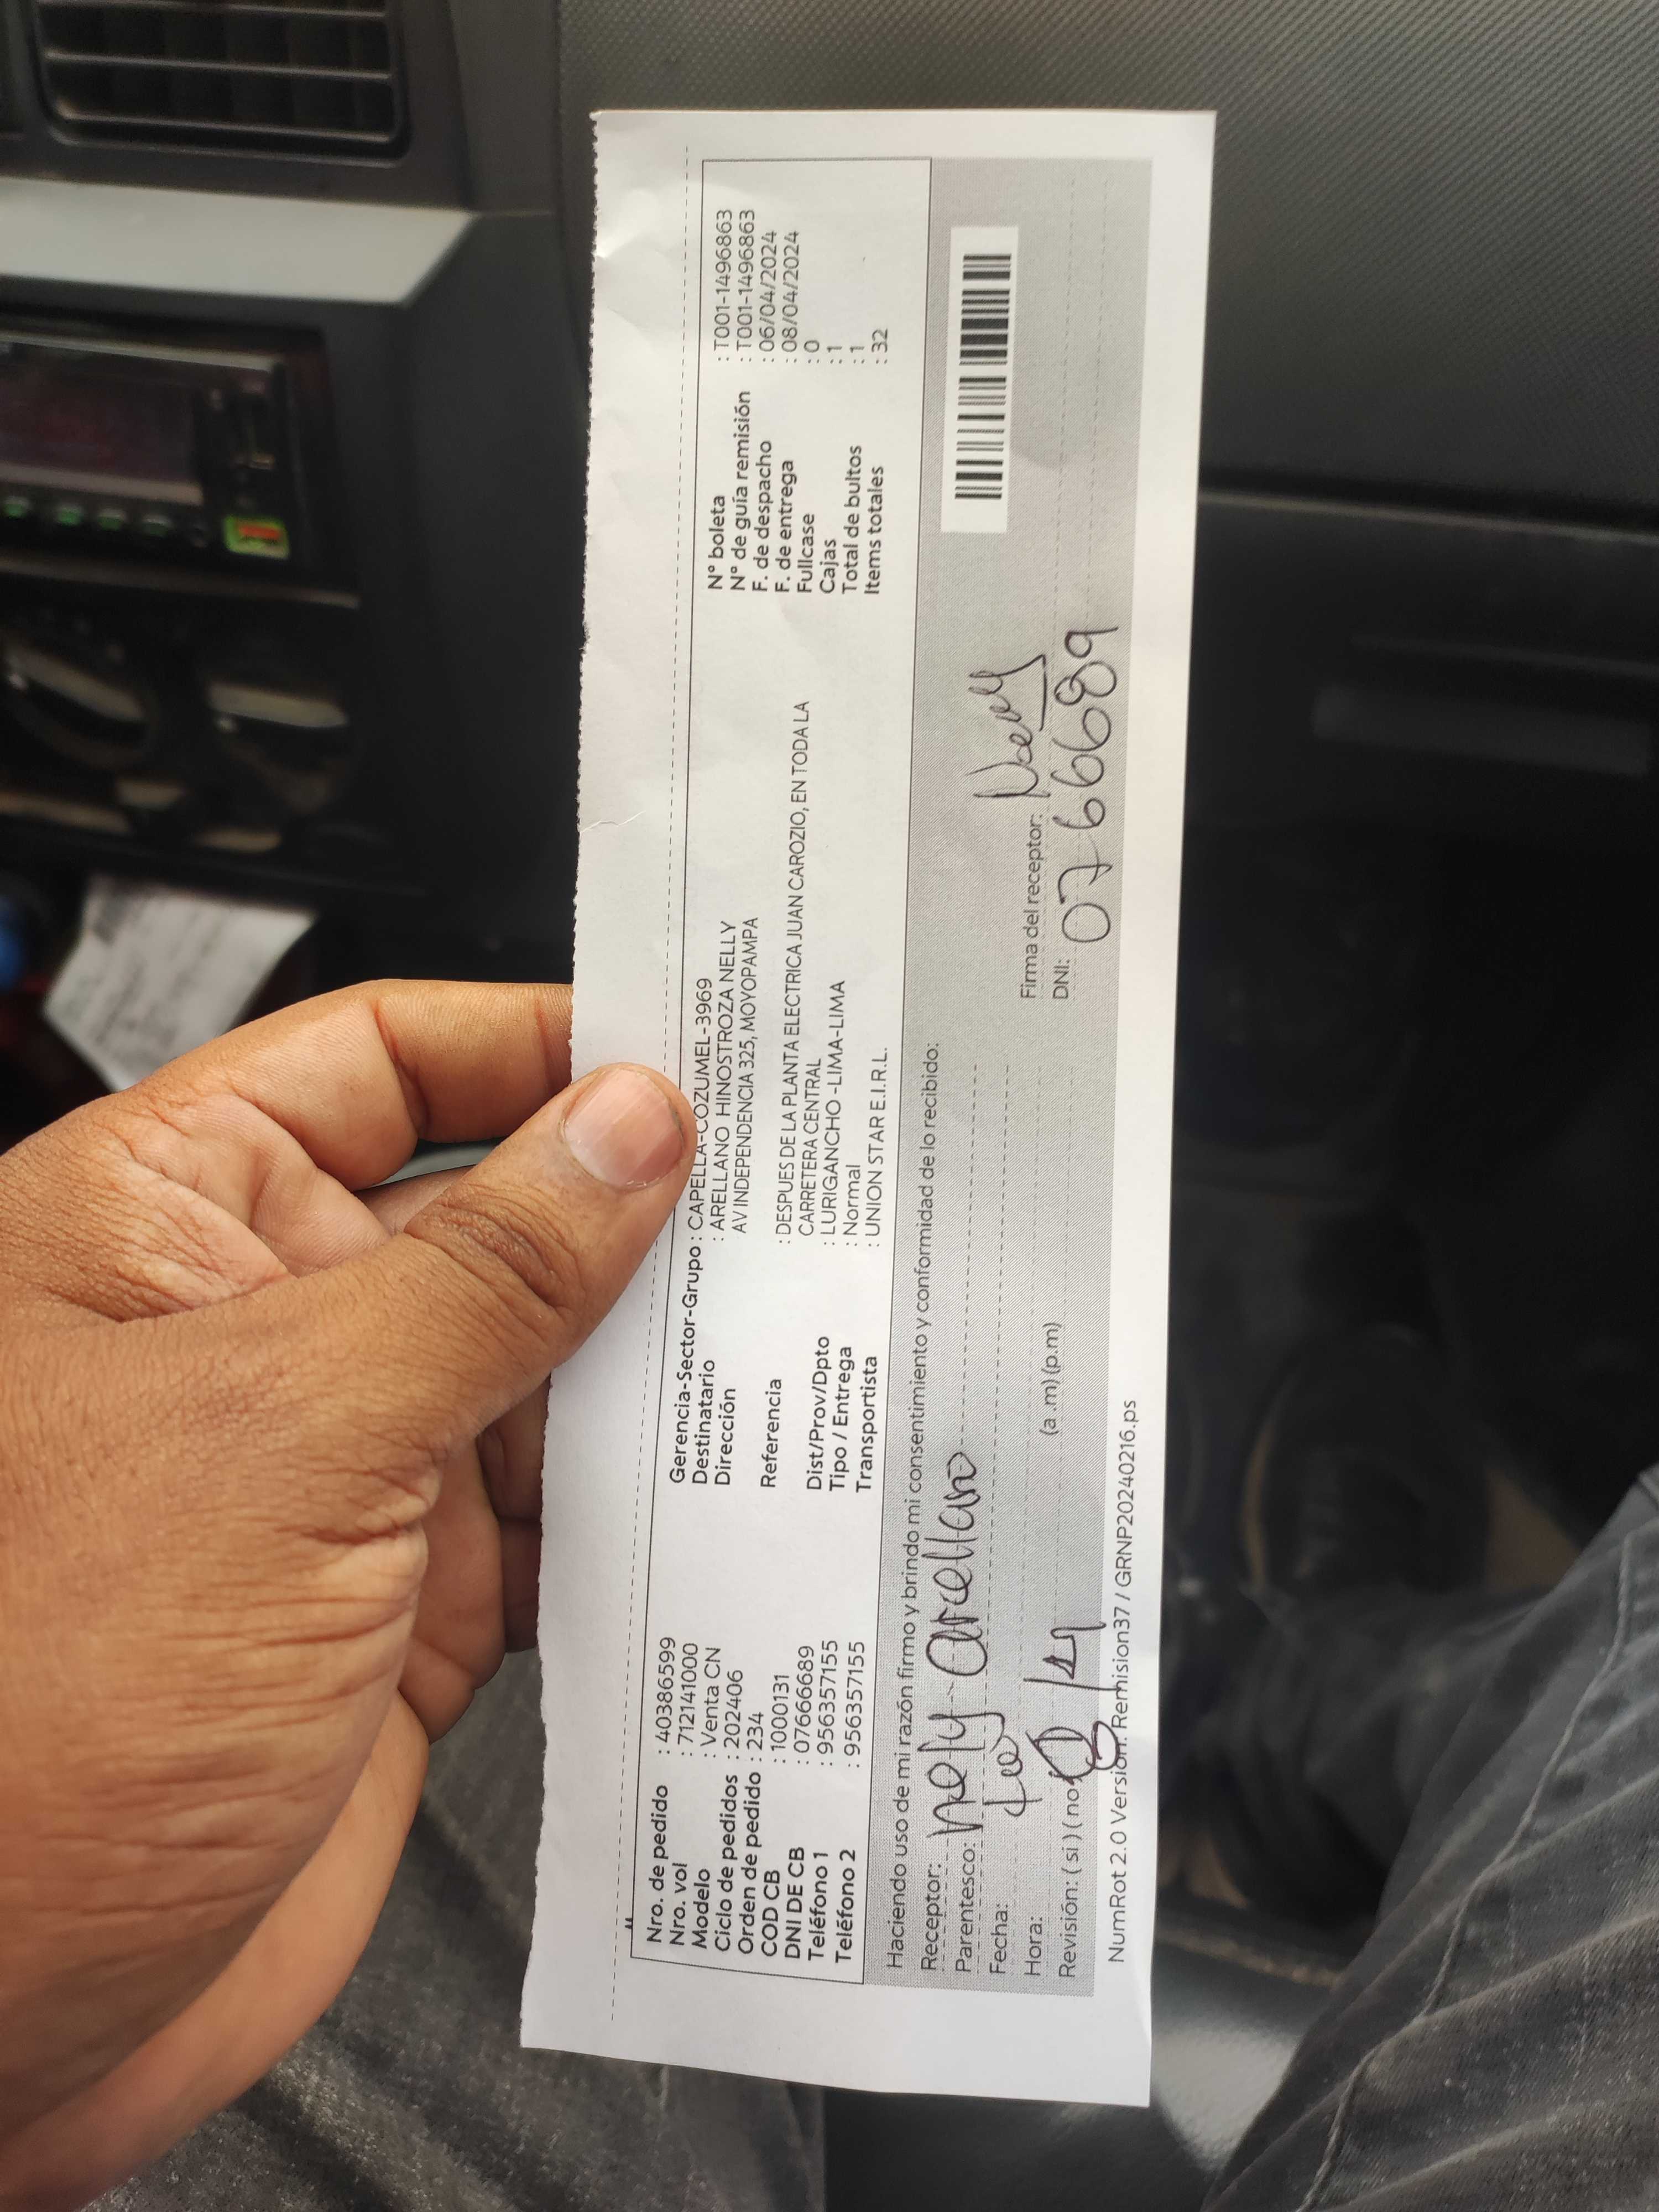 Nro. de pedido : 40386599
Nro. vol : 712141000
Modelo : Venta CN
Ciclo de pedidos : 202406
Orden de pedido : 234
COD CB : 1000131
DNI DE CB : 07666689
Teléfono 1 : 956357155
Teléfono 2 : 956357155
Gerencia-Sector-Grupo : CAPELLA-COZUMEL-3969
Destinatario : ARELLANO HINOSTROZA NELLY
Dirección AV INDEPENDENCIA 325, MOYOPAMPA
Referencia : DESPUES DE LA PLANTA ELECTRICA JUAN CAROZIO, EN TODA LA
CARRETERA CENTRAL
Dist/Prov/Dpto : LURIGANCHO -LIMA-LIMA
Tipo / Entrega : Normal
Transportista : UNION STAR E.I.R.L.
N° boleta : T001-1496863
N° de guía remisión : T001-1496863
F. de despacho : 06/04/2024
F. de entrega : 08/04/2024
Fullcase : 0
Cajas : 1
Total de bultos : 1
Items totales : 32
Haciendo uso de mi razón firmo y brindo mi consentimiento y conformidad de lo recibido:
Receptor: nely arellano
Parentesco:
Fecha:
Hora: (a .m) (p.m)
Revisión: ( si ) ( no
Firma del receptor:
DNI: 07666689
NumRot 2.0 Version: Remision37 / GRNP20240216.ps